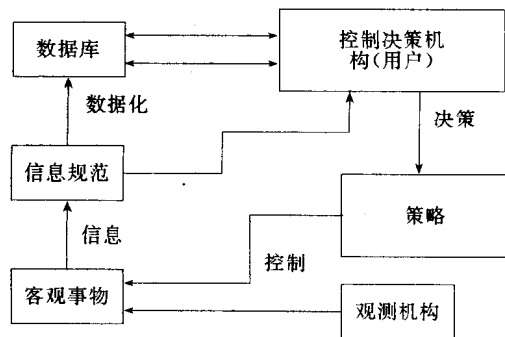 数据库
控制决策机
构(用户)
数据化
决策
信息规范
策略
信息
控制
客观事物
观测机构